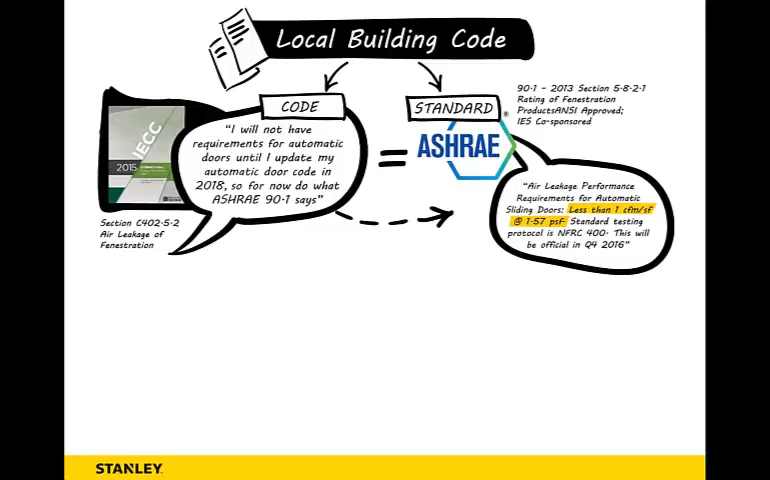 Local Building Code
CODE
STANDARD
90.1 - 2013 Section 5.8.2.1
Rating of Fenestration
ProductsANSI Approved;
IES Co-sponsored
IECC
2015
"I will not have
requirements for automatic
doors until I update my
automatic door code in
2018, so for now do what
ASHRAE 90.1 says"
=
ASHRAE®
Section C402.5.2
Air Leakage of
Fenestration
"Air Leakage Performance
Requirements for Automatic
Sliding Doors: Less than 1 cfm/sf
@ 1.57 psf. Standard testing
protocol is NFRC 400. This will
be official in Q4 2016"
STANLEY